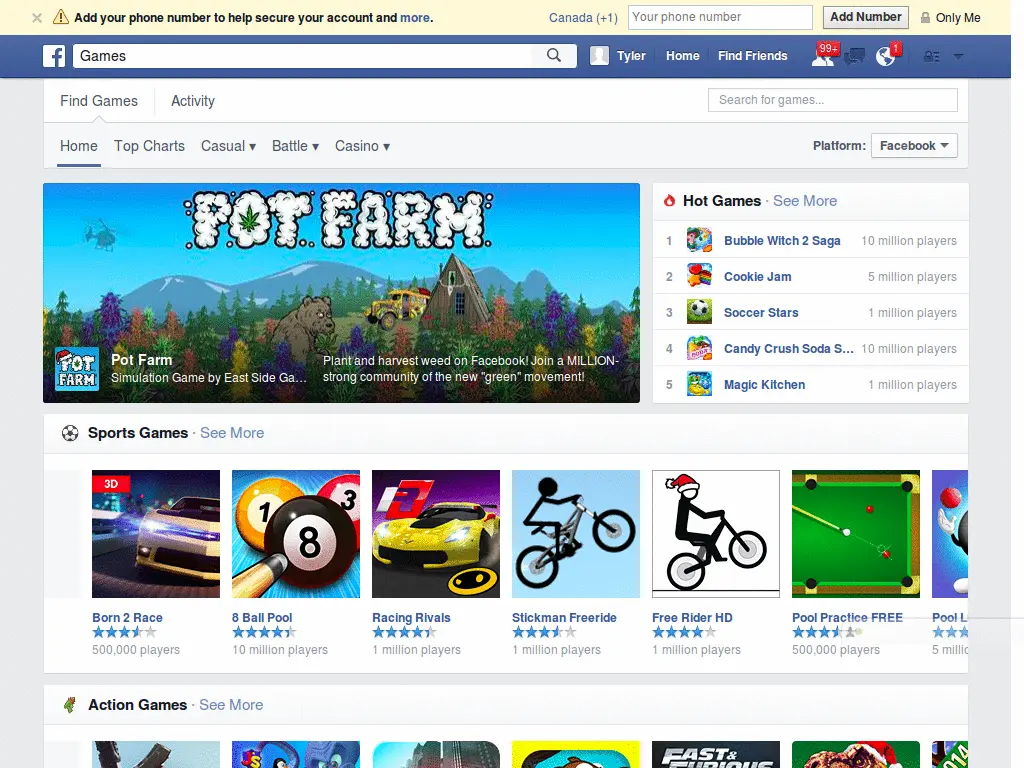 Add your phone number to help secure your account and more.
Canada (+1)
Your phone number
Add Number
Only Me
Games
Tyler
Home
Find Friends
99+
1
Find Games
Activity
Search for games...
Home
Top Charts
Casual ▾
Battle ▾
Casino ▾
Platform:
Facebook
POT FARM
POT FARM
Pot Farm
Simulation Game by East Side Ga...
Plant and harvest weed on Facebook! Join a MILLION-
strong community of the new "green" movement!
Hot Games · See More
1 Bubble Witch 2 Saga 10 million players
2 Cookie Jam 5 million players
3 Soccer Stars 1 million players
4 Candy Crush Soda S... 10 million players
5 Magic Kitchen 1 million players
Sports Games · See More
3D
1
3
8
Born 2 Race
500,000 players
8 Ball Pool
10 million players
Racing Rivals
1 million players
Stickman Freeride
1 million players
Free Rider HD
1 million players
Pool Practice FREE
500,000 players
Pool L
5 millic
Action Games · See More
JS
FAST &
FURIOUS
2014